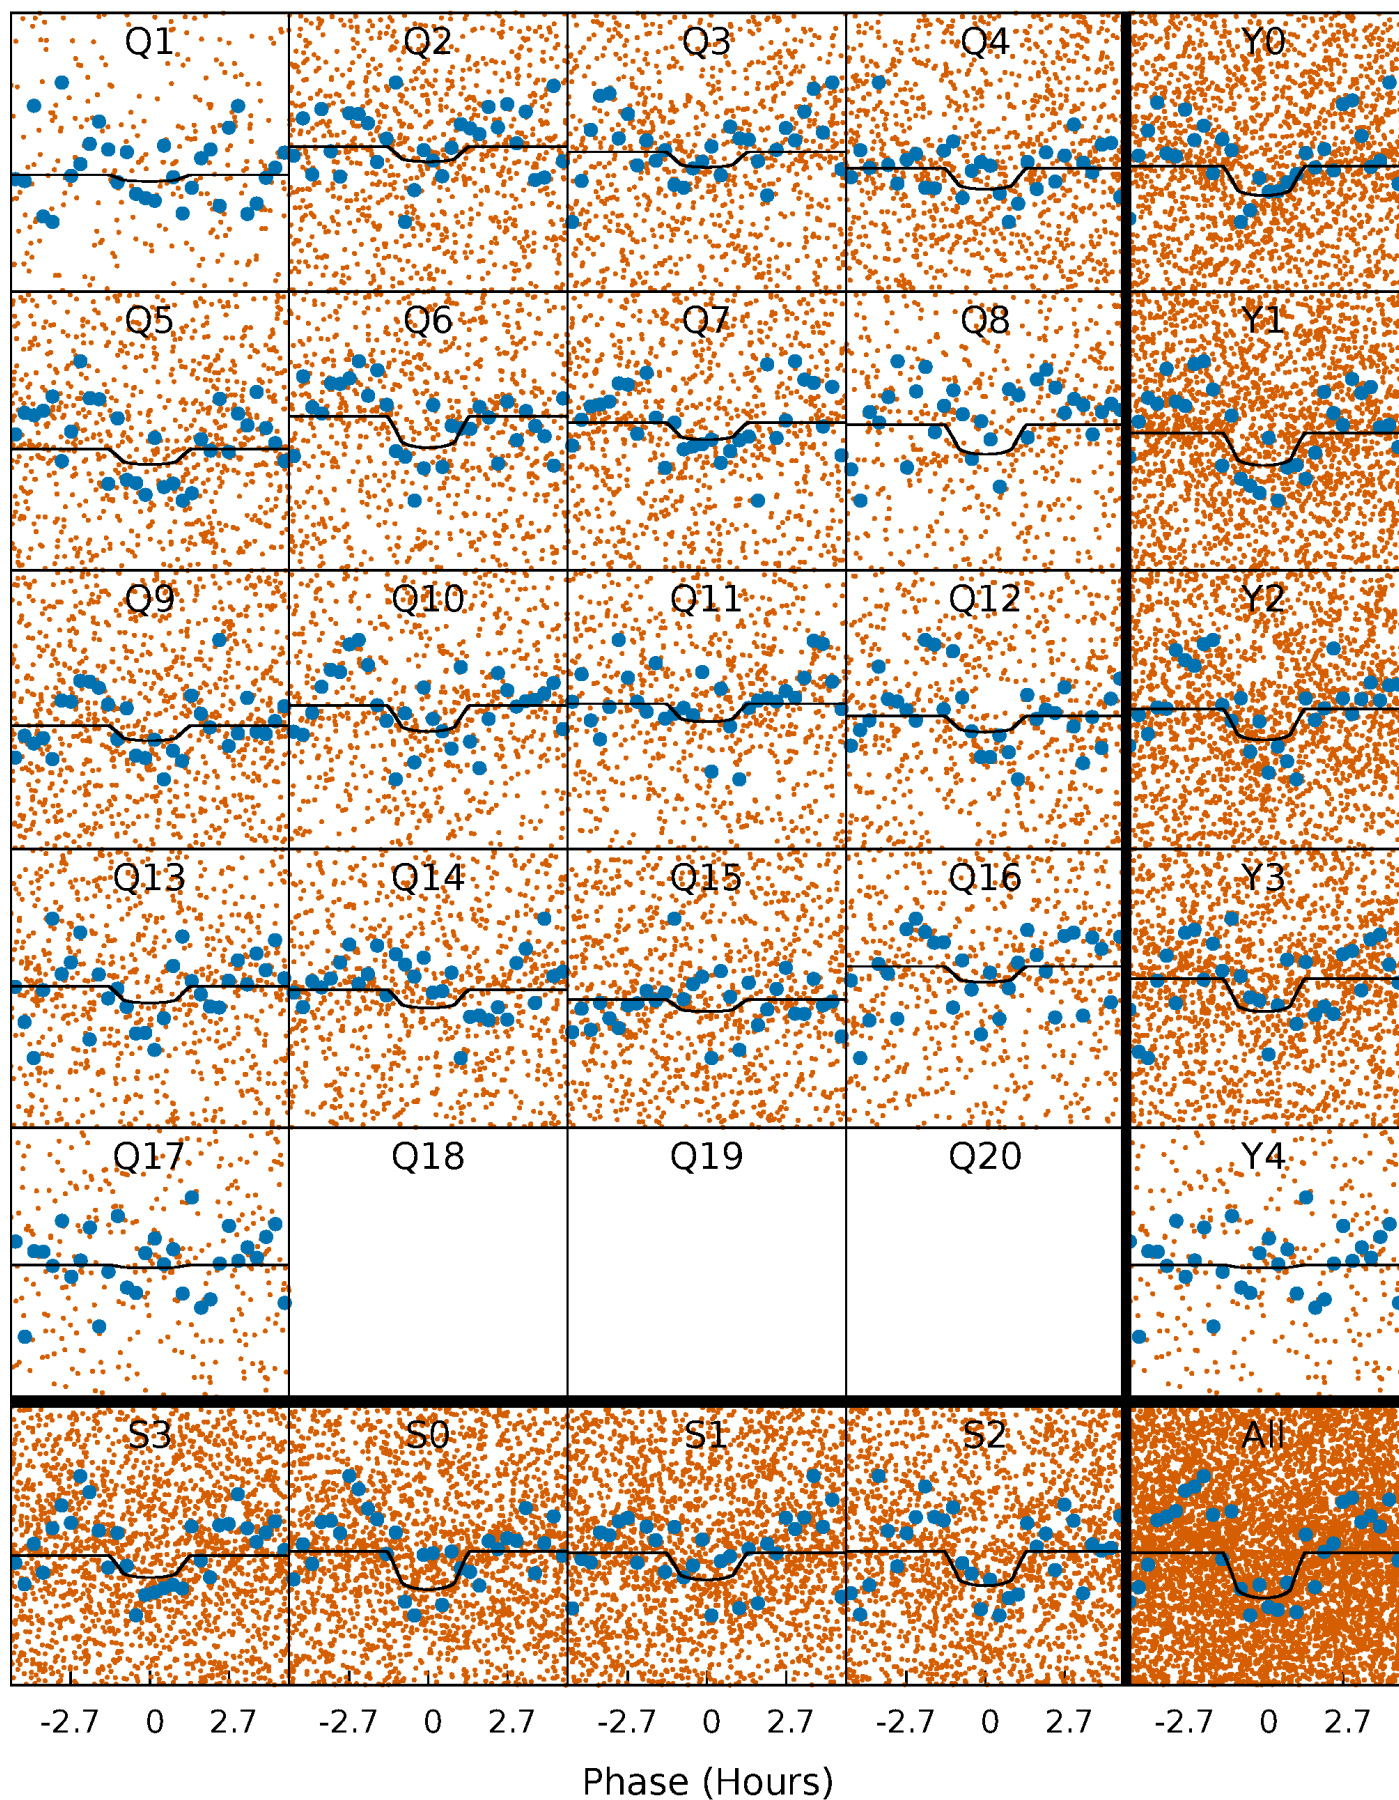 Q1 Q2 Q3 Q4 Y0
Q5 Q6 Q7 Q8 Y1
Q9 Q10 Q11 Q12 Y2
Q13 Q14 Q15 Q16 Y3
Q17 Q18 Q19 Q20 Y4
S3 S0 S1 S2 All
-2.7 0 2.7 -2.7 0 2.7 -2.7 0 2.7 -2.7 0 2.7 -2.7 0 2.7
Phase (Hours)